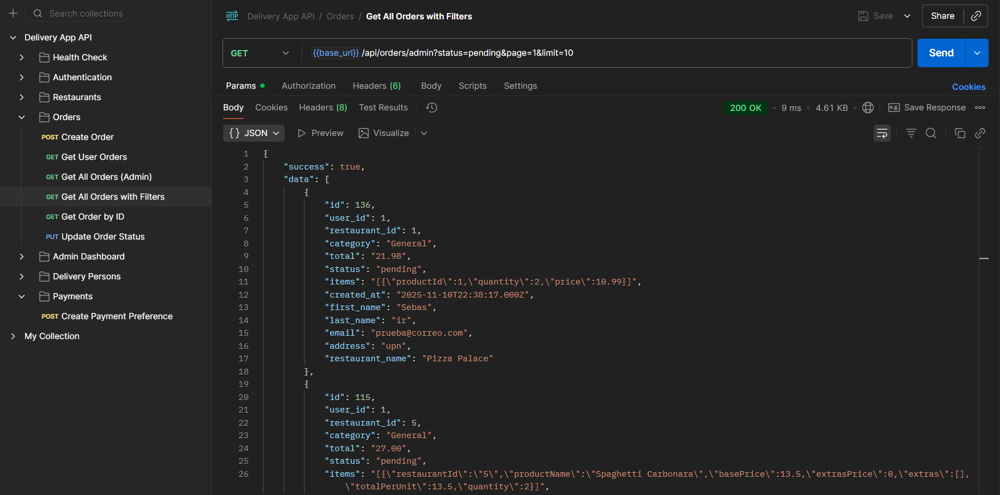 Search collections
Delivery App API
Health Check
Authentication
Restaurants
Orders
POST Create Order
GET Get User Orders
GET Get All Orders (Admin)
GET Get All Orders with Filters
GET Get Order by ID
PUT Update Order Status
Admin Dashboard
Delivery Persons
Payments
POST Create Payment Preference
My Collection
HTTP Delivery App API / Orders / Get All Orders with Filters
Save Share
GET {{base_url}}/api/orders/admin?status=pending&page=1&limit=10 Send
Params Authorization Headers (6) Body Scripts Settings Cookies
Body Cookies Headers (8) Test Results 200 OK • 9 ms • 4.61 KB e.g. Save Response
{} JSON Preview Visualize
1 {
2 "success": true,
3 "data": [
4 {
5 "id": 136,
6 "user_id": 1,
7 "restaurant_id": 1,
8 "category": "General",
9 "total": "21.98",
10 "status": "pending",
11 "items": "[{\"productId\":1,\"quantity\":2,\"price\":10.99}]",
12 "created_at": "2025-11-10T22:38:17.000Z",
13 "first_name": "Sebas",
14 "last_name": "ir",
15 "email": "prueba@correo.com",
16 "address": "upn",
17 "restaurant_name": "Pizza Palace"
18 },
19 {
20 "id": 115,
21 "user_id": 1,
22 "restaurant_id": 5,
23 "category": "General",
24 "total": "27.00",
25 "status": "pending",
26 "items": "[{\"restaurantId\":\"5\",\"productName\":\"Spaghetti Carbonara\",\"basePrice\":13.5,\"extrasPrice\":0,\"extras\":[],
\"totalPerUnit\":13.5,\"quantity\":2}]",